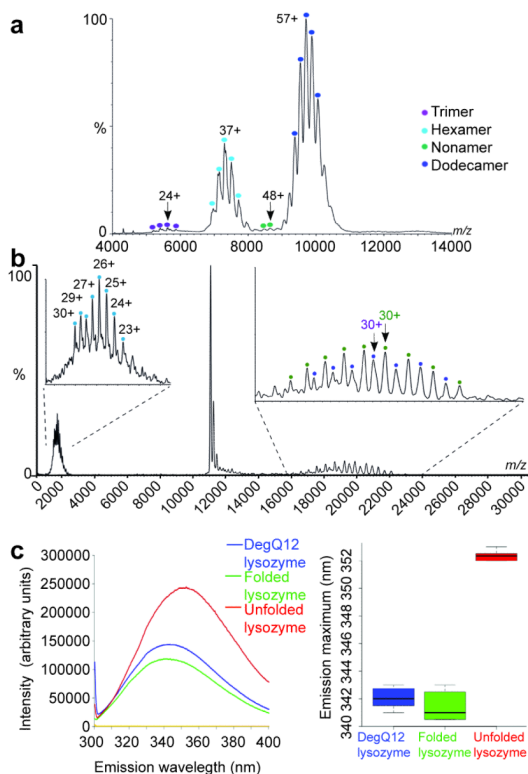 a
100
%
57+
37+
24+
48+
Trimer
Hexamer
Nonamer
Dodecamer
4000 6000 8000 10000 12000 14000
m/z
b
100
%
26+
27+ 25+
29+ 24+
30+ 23+
30+
30+
m/z
0 2000 4000 6000 8000 10000 12000 14000 16000 18000 20000 22000 24000 26000 28000 30000
c
300000
250000
200000
150000
100000
50000
0
Intensity (arbitrary units)
300 320 340 360 380 400
Emission wavelegth (nm)
DegQ12
lysozyme
Folded
lysozyme
Unfolded
lysozyme
Emission maximum (nm)
340 342 344 346 348 350 352
DegQ12
lysozyme
Folded
lysozyme
Unfolded
lysozyme